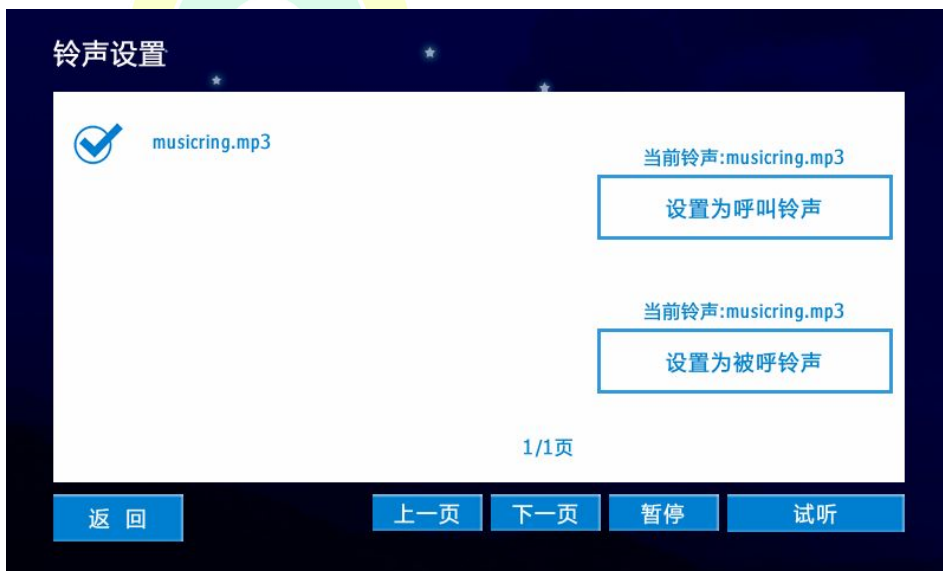 铃声设置
musicring.mp3
当前铃声:musicring.mp3
设置为呼叫铃声
当前铃声:musicring.mp3
设置为被呼铃声
1/1页
返 回
上一页
下一页
暂停
试听